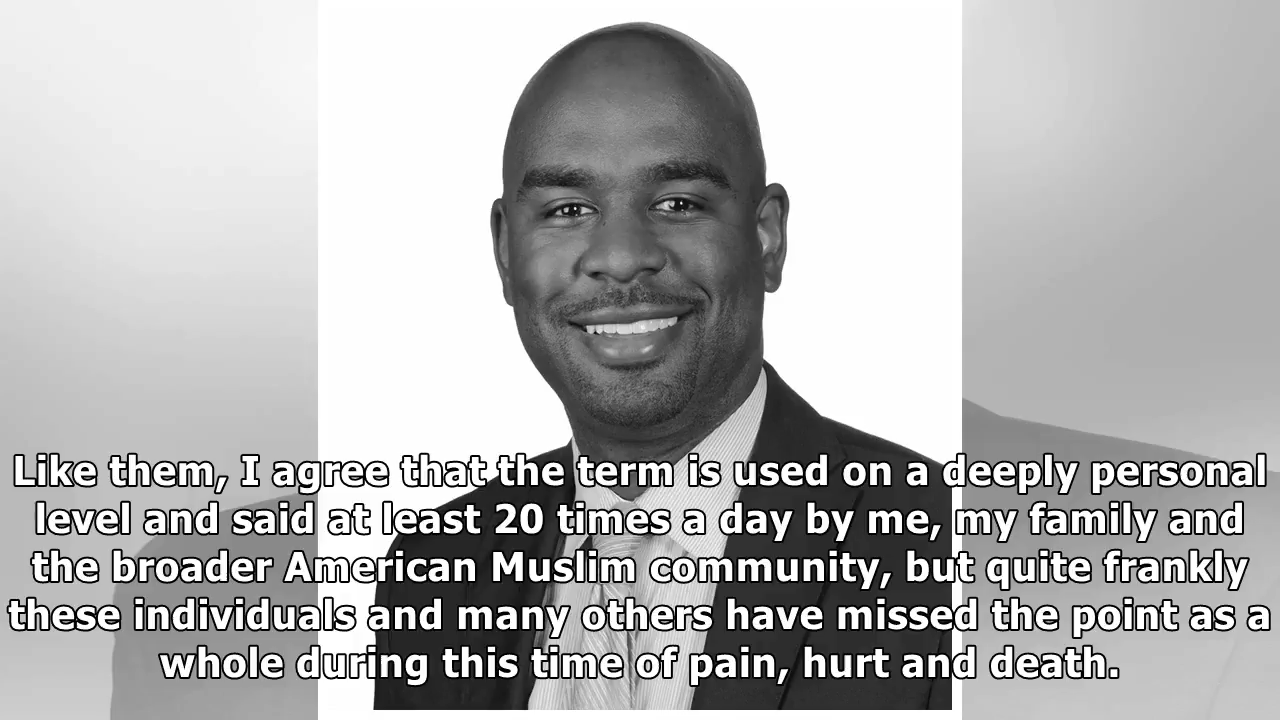 Like them, I agree that the term is used on a deeply personal
level and said at least 20 times a day by me, my family and
the broader American Muslim community, but quite frankly
these individuals and many others have missed the point as a
whole during this time of pain, hurt and death.